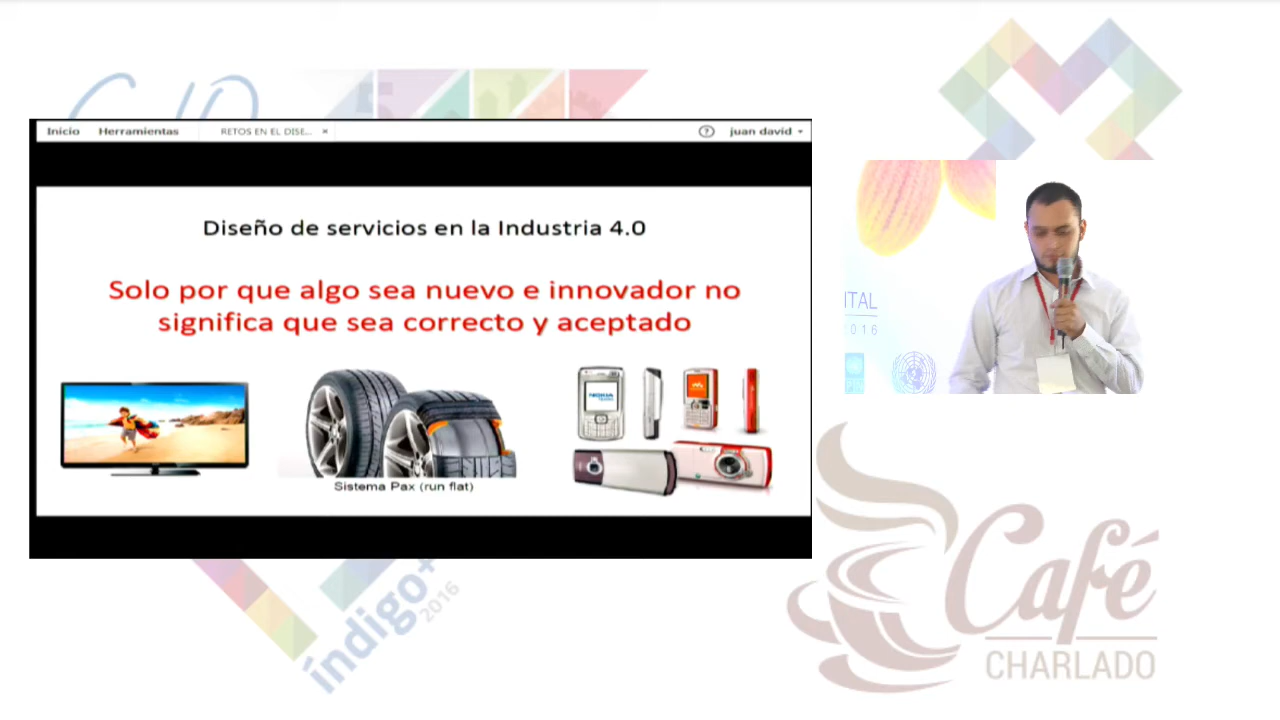 Inicio Herramientas RETOS EN EL DISE... × ? juan david
Diseño de servicios en la Industria 4.0
Solo por que algo sea nuevo e innovador no
significa que sea correcto y aceptado
NOKIA
Sistema Pax (run flat)
ITAL
2016
índigo+
2016
Café
CHARLADO